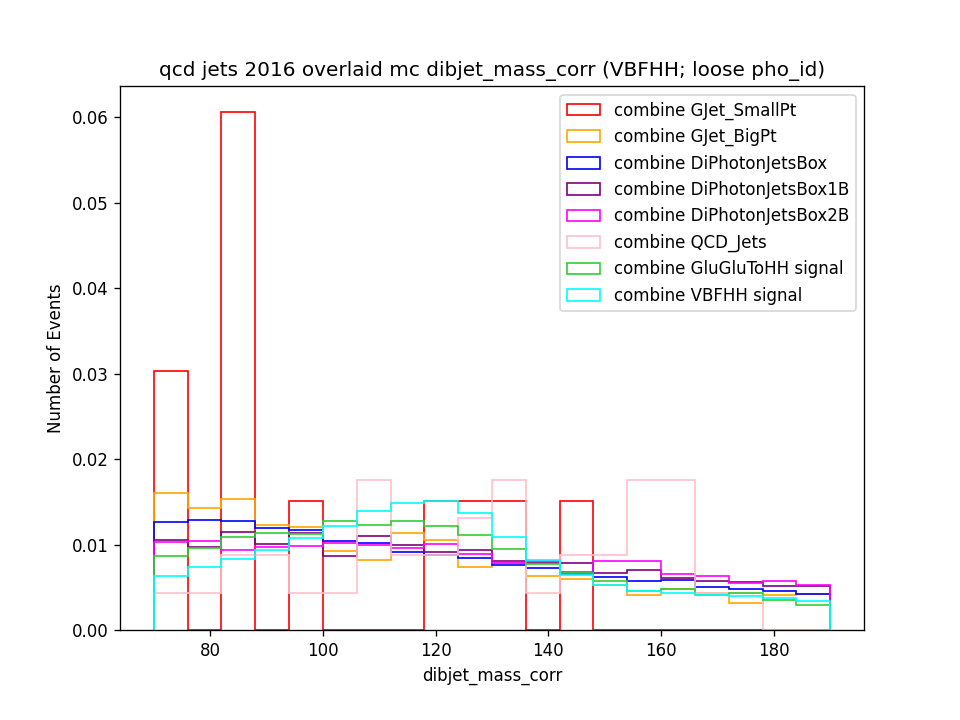 qcd jets 2016 overlaid mc dibjet_mass_corr (VBFHH; loose pho_id)
combine GJet_SmallPt
combine GJet_BigPt
combine DiPhotonJetsBox
combine DiPhotonJetsBox1B
combine DiPhotonJetsBox2B
combine QCD_Jets
combine GluGluToHH signal
combine VBFHH signal
Number of Events
0.06
0.05
0.04
0.03
0.02
0.01
0.00
80 100 120 140 160 180
dibjet_mass_corr